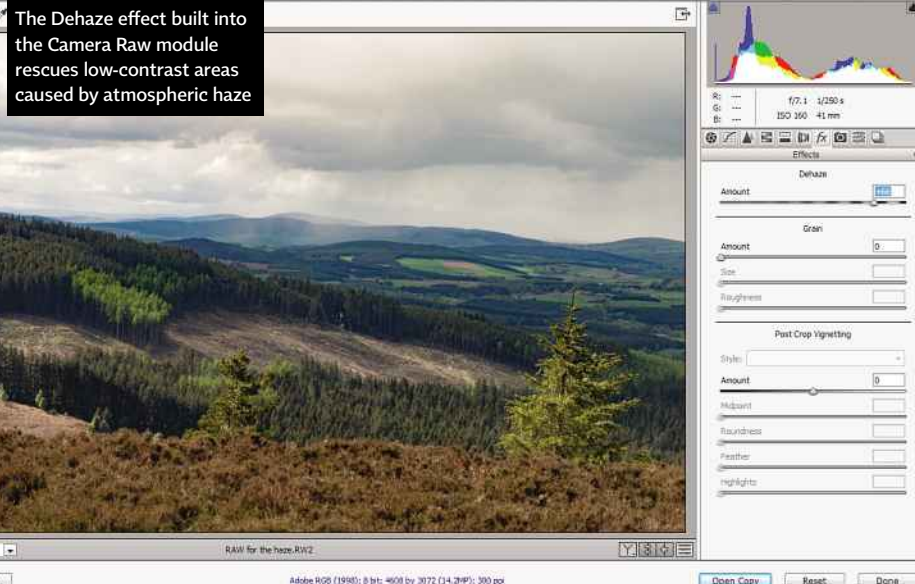 The Dehaze effect built into
the Camera Raw module
rescues low-contrast areas
caused by atmospheric haze
R: ---
G: ---
B: ---
f/7.1 1/250 s
ISO 160 41 mm
fx
Effects
Dehaze
Amount
Grain
Amount 0
Size
Roughness
Post Crop Vignetting
Style:
Amount 0
Midpoint
Roundness
Feather
Highlights
RAW for the haze.RW2
Y
Adobe RGB (1998); 8 bit; 4608 by 3072 (14.2MP); 300 ppi
Open Copy Reset Done